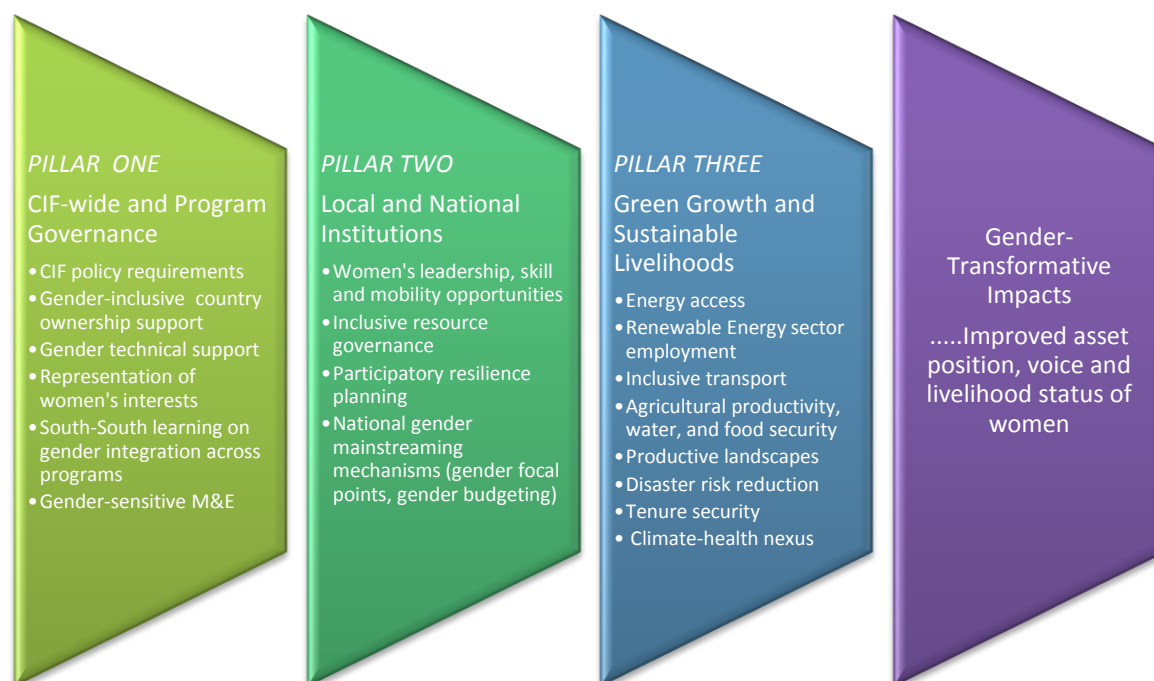 PILLAR ONE
CIF-wide and Program
Governance
•CIF policy requirements
•Gender-inclusive country
ownership support
•Gender technical support
•Representation of
women's interests
•South-South learning on
gender integration across
programs
•Gender-sensitive M&E
PILLAR TWO
Local and National
Institutions
•Women's leadership, skill
and mobility opportunities
•Inclusive resource
governance
•Participatory resilience
planning
•National gender
mainstreaming
mechanisms (gender focal
points, gender budgeting)
PILLAR THREE
Green Growth and
Sustainable
Livelihoods
•Energy access
•Renewable Energy sector
employment
•Inclusive transport
•Agricultural productivity,
water, and food security
•Productive landscapes
•Disaster risk reduction
•Tenure security
• Climate-health nexus
Gender-
Transformative
Impacts
.....Improved asset
position, voice and
livelihood status of
women